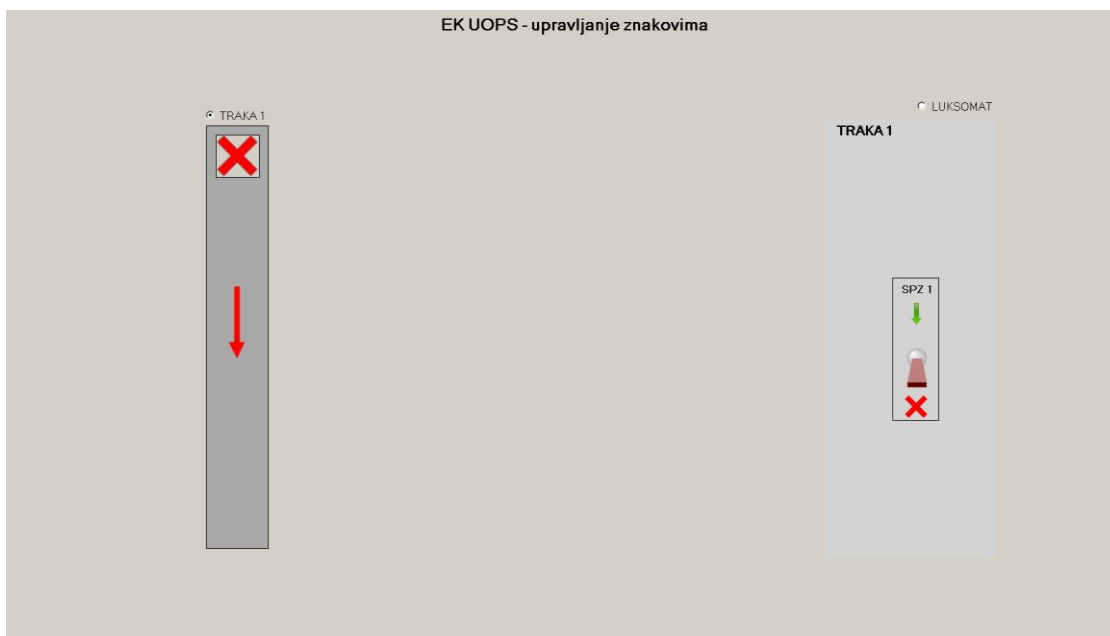 EK UOPS - upravljanje znakovima
TRAKA 1
LUKSOMAT
TRAKA 1
SPZ 1